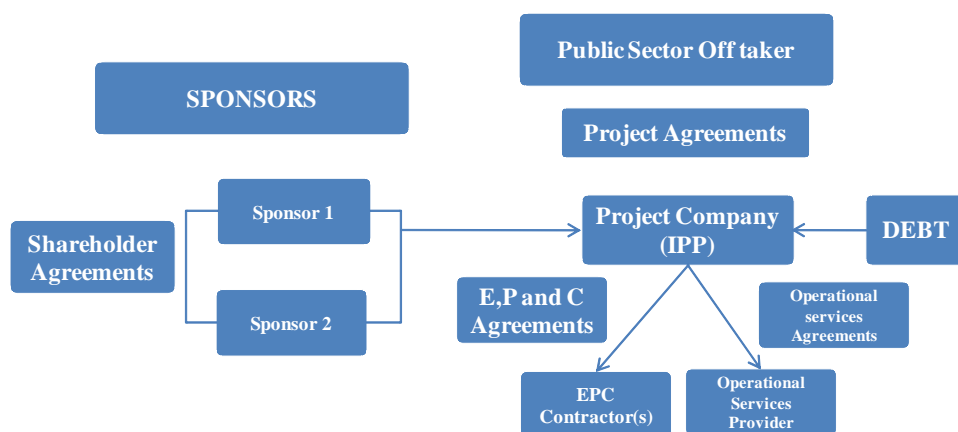 Public Sector Off taker
SPONSORS
Project Agreements
Sponsor 1
Project Company
(IPP)
DEBT
Shareholder
Agreements
E,P and C
Agreements
Operational
services
Agreements
Sponsor 2
EPC
Contractor(s)
Operational
Services
Provider